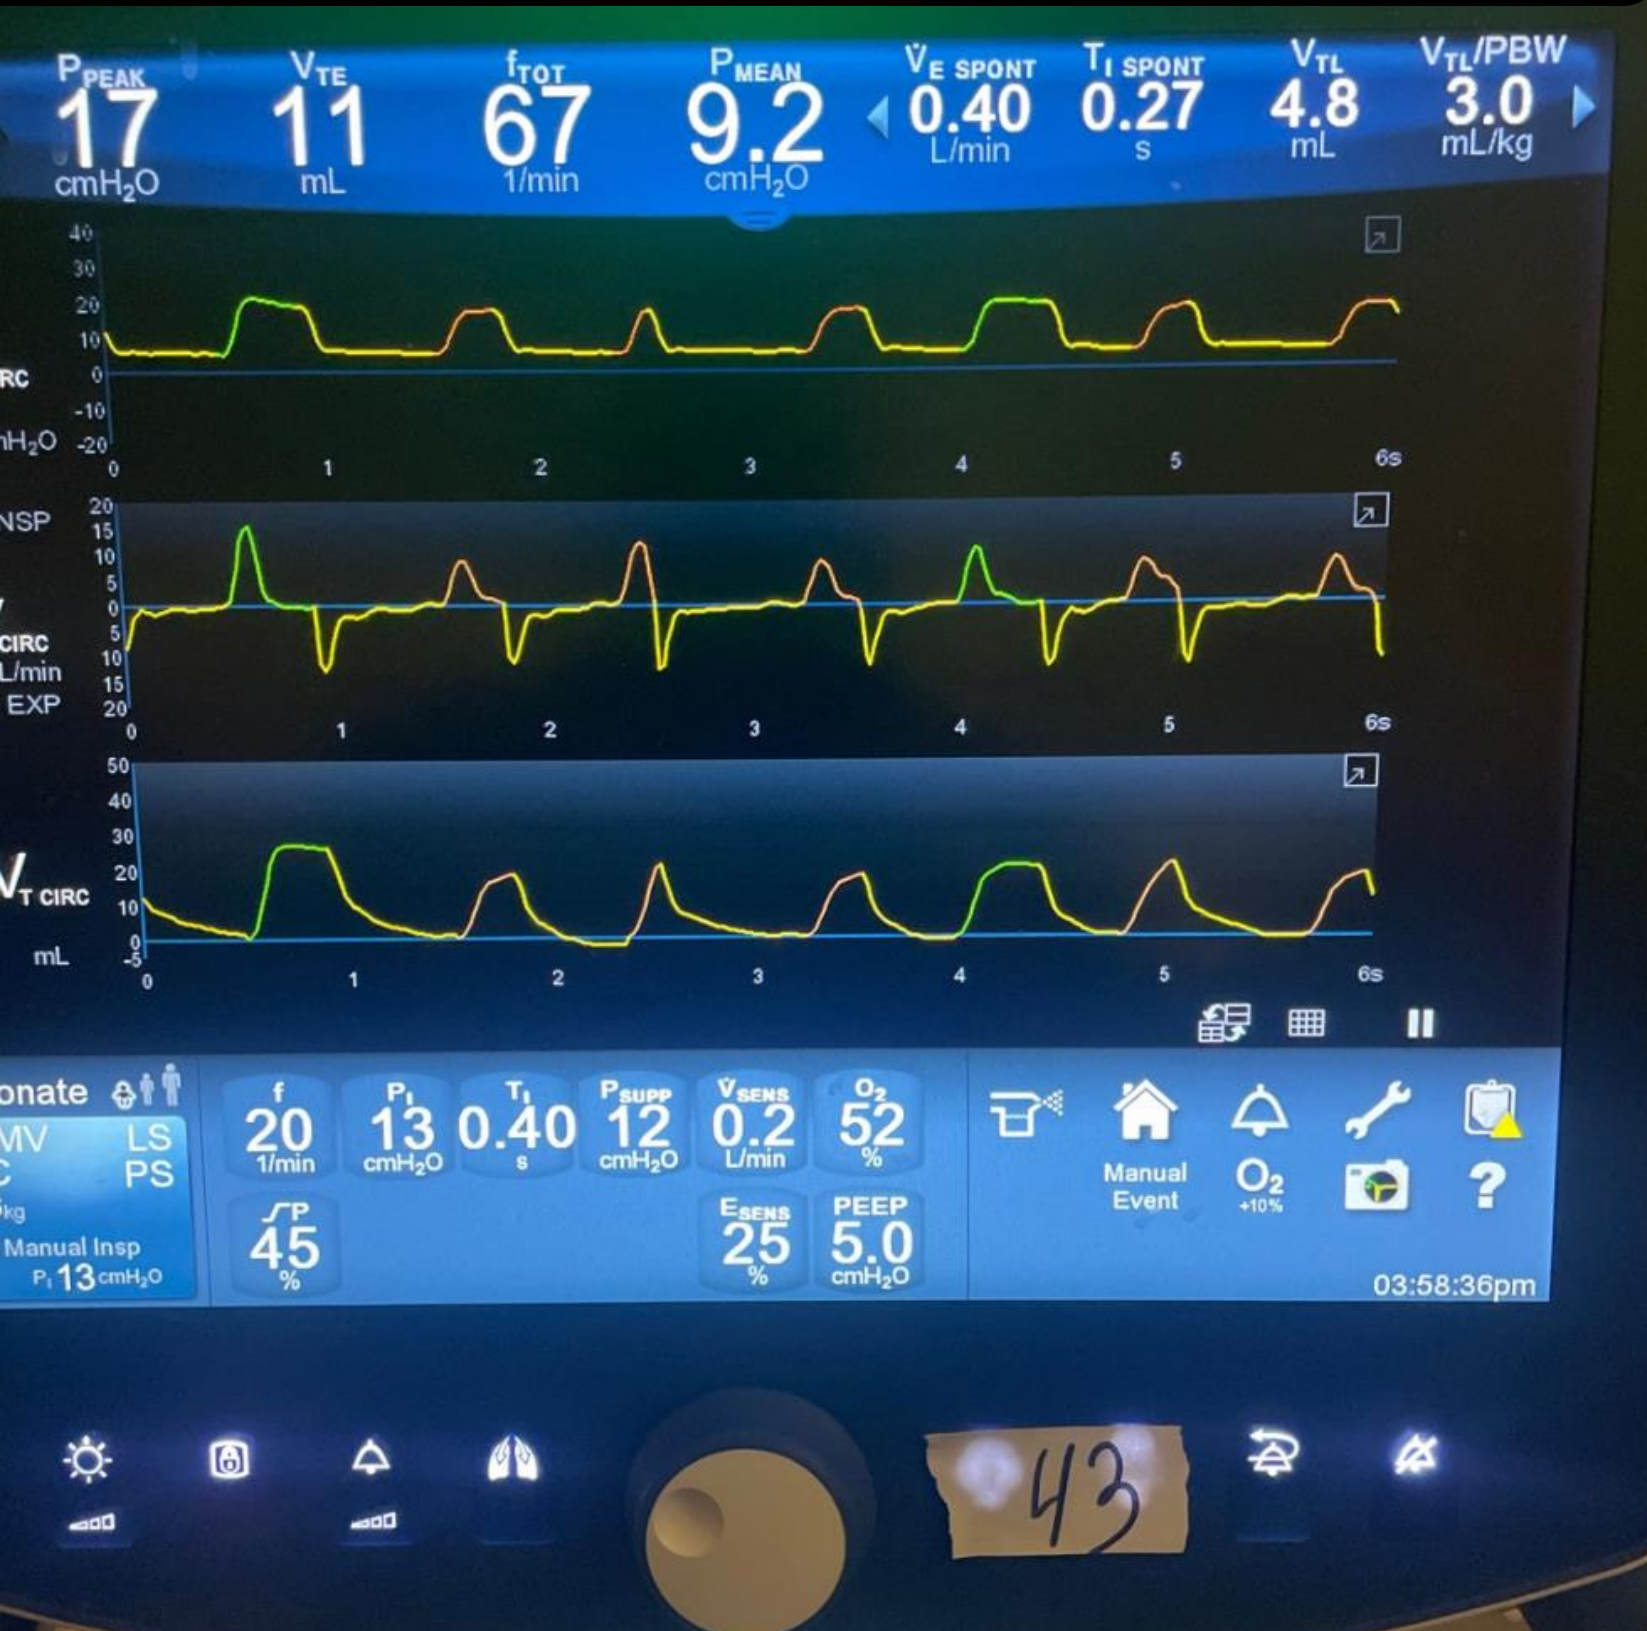 PPEAK VTE fTOT PMEAN V̇E SPONT TI SPONT VTL VTL/PBW
17 11 67 9.2 0.40 0.27 4.8 3.0
cmH2O mL 1/min cmH2O L/min s mL mL/kg
40
30
20
10
RC 0
-10
mH2O -20
0 1 2 3 4 5 6s
NSP 20
15
10
5
0
CIRC 5
L/min 10
15
EXP 20
0 1 2 3 4 5 6s
50
40
30
20
VT CIRC 10
0
mL -5
0 1 2 3 4 5 6s
onate
MV LS
C PS
kg
Manual Insp
PI 13 cmH2O
f PI TI PSUPP V̇SENS O2
20 13 0.40 12 0.2 52
1/min cmH2O s cmH2O L/min %
P ESENS PEEP
45 25 5.0
% % cmH2O
Manual
Event
O2
+10%
?
03:58:36pm
43